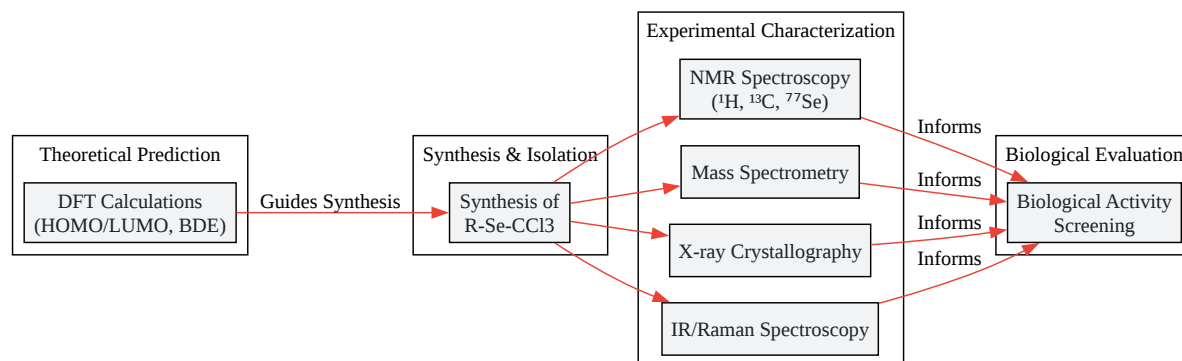 Theoretical Prediction
DFT Calculations
(HOMO/LUMO, BDE)
Guides Synthesis
Synthesis & Isolation
Synthesis of
R-Se-CCl3
Experimental Characterization
NMR Spectroscopy
(¹H, ¹³C, ⁷⁷Se)
Mass Spectrometry
X-ray Crystallography
IR/Raman Spectroscopy
Informs
Informs
Informs
Informs
Biological Evaluation
Biological Activity
Screening